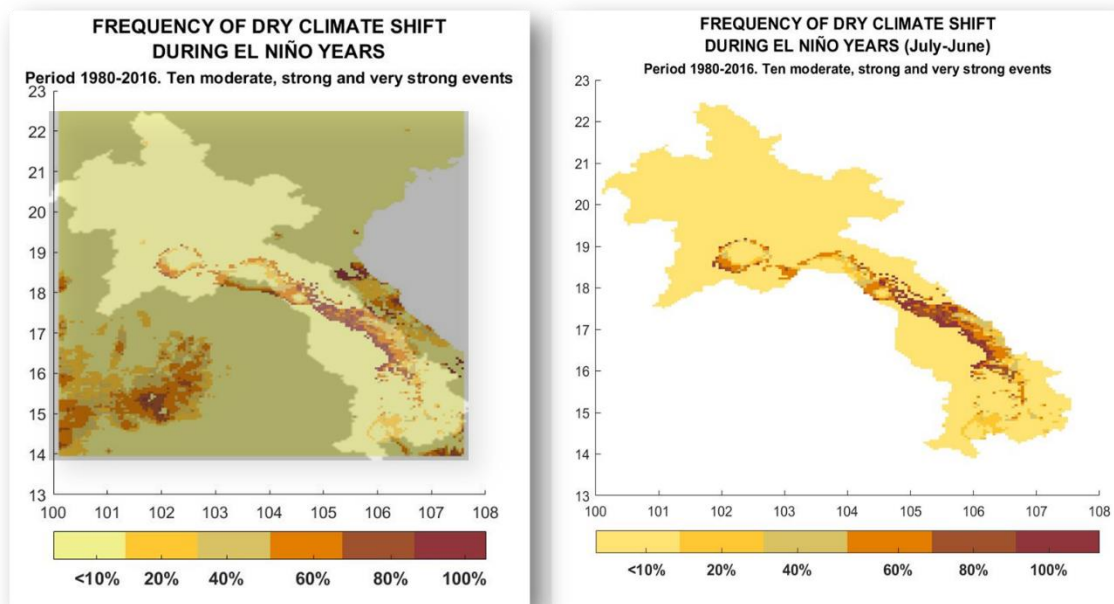 FREQUENCY OF DRY CLIMATE SHIFT
DURING EL NIÑO YEARS
Period 1980-2016. Ten moderate, strong and very strong events
23
22
21
20
19
18
17
16
15
14
13
100 101 102 103 104 105 106 107 108
<10% 20% 40% 60% 80% 100%
FREQUENCY OF DRY CLIMATE SHIFT
DURING EL NIÑO YEARS (July-June)
Period 1980-2016. Ten moderate, strong and very strong events
23
22
21
20
19
18
17
16
15
14
13
100 101 102 103 104 105 106 107 108
<10% 20% 40% 60% 80% 100%